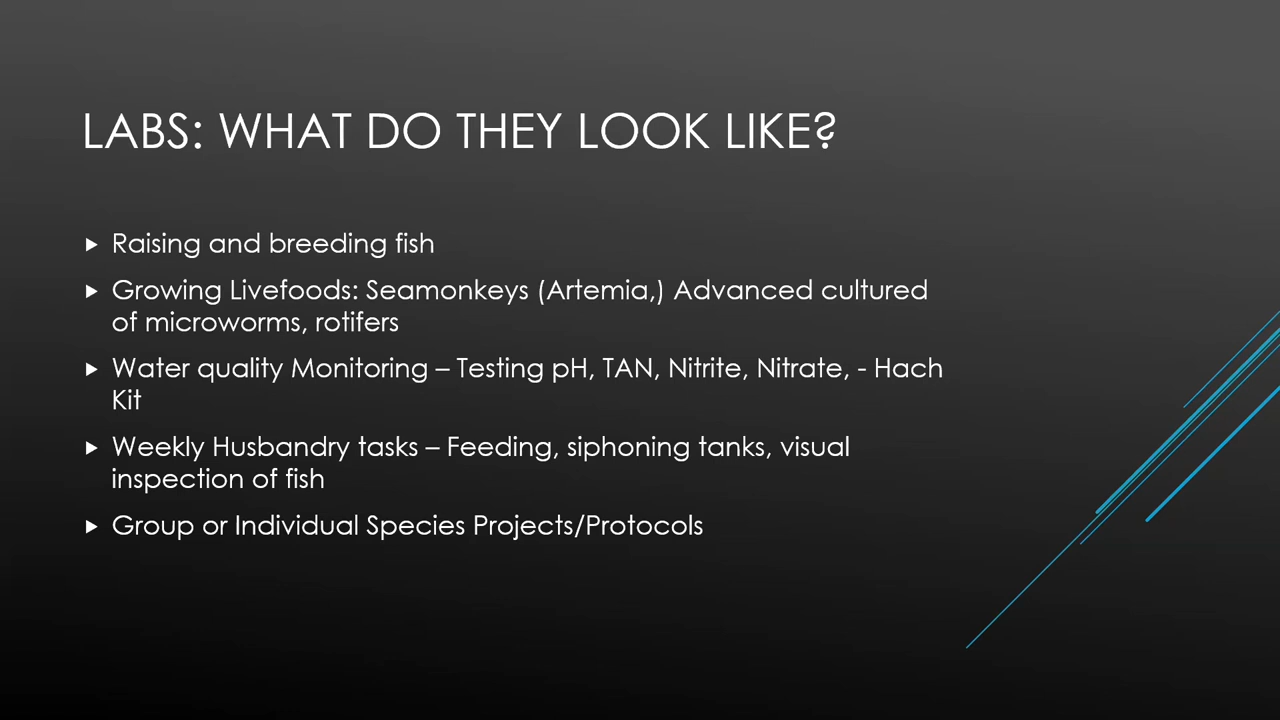 LABS: WHAT DO THEY LOOK LIKE?
Raising and breeding fish
Growing Livefoods: Seamonkeys (Artemia,) Advanced cultured
of microworms, rotifers
Water quality Monitoring – Testing pH, TAN, Nitrite, Nitrate, - Hach
Kit
Weekly Husbandry tasks – Feeding, siphoning tanks, visual
inspection of fish
Group or Individual Species Projects/Protocols